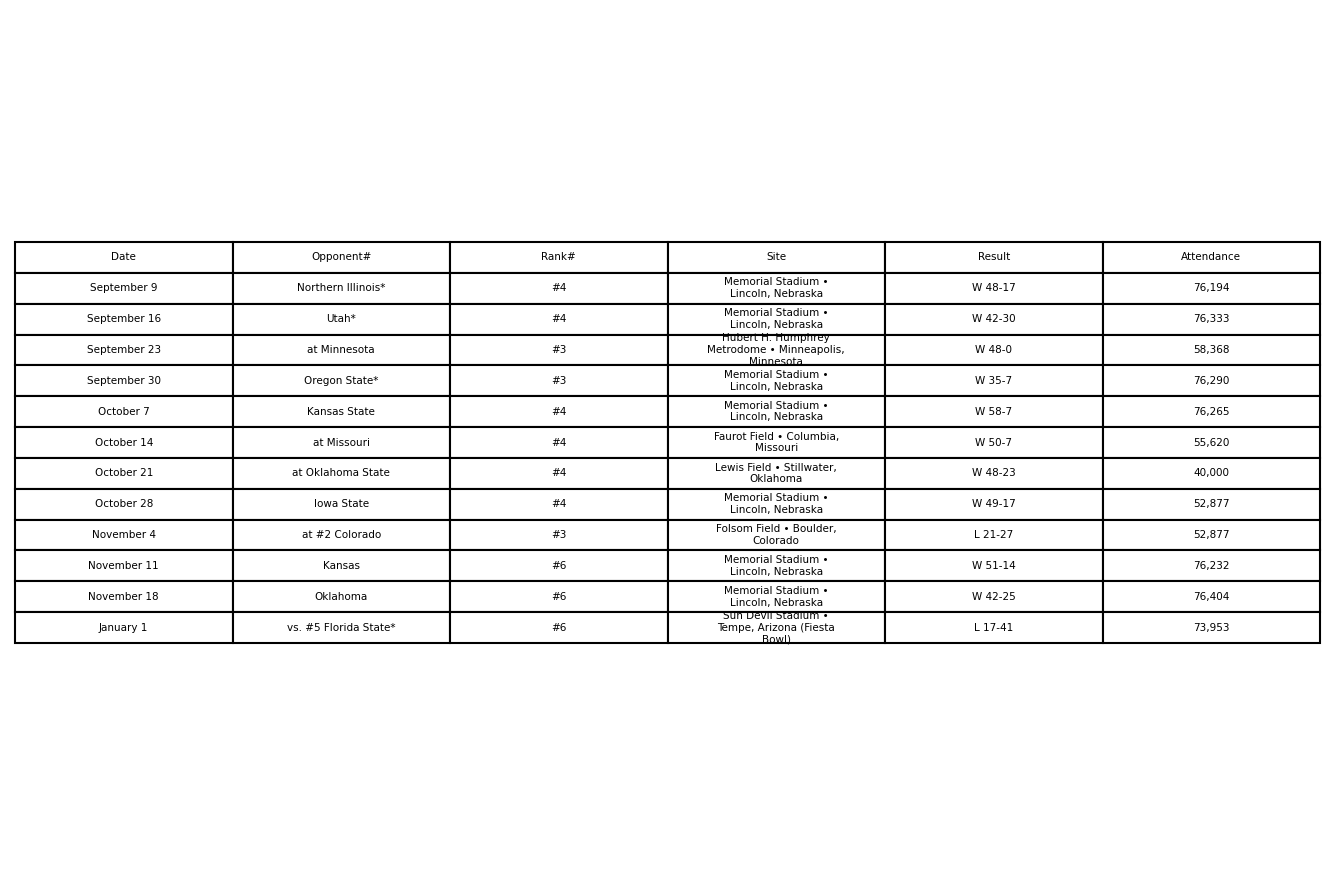 Date Opponent# Rank# Site Result Attendance
September 9 Northern Illinois* #4 Memorial Stadium • Lincoln, Nebraska W 48-17 76,194
September 16 Utah* #4 Memorial Stadium • Lincoln, Nebraska W 42-30 76,333
September 23 at Minnesota #3 Hubert H. Humphrey Metrodome • Minneapolis, Minnesota W 48-0 58,368
September 30 Oregon State* #3 Memorial Stadium • Lincoln, Nebraska W 35-7 76,290
October 7 Kansas State #4 Memorial Stadium • Lincoln, Nebraska W 58-7 76,265
October 14 at Missouri #4 Faurot Field • Columbia, Missouri W 50-7 55,620
October 21 at Oklahoma State #4 Lewis Field • Stillwater, Oklahoma W 48-23 40,000
October 28 Iowa State #4 Memorial Stadium • Lincoln, Nebraska W 49-17 52,877
November 4 at #2 Colorado #3 Folsom Field • Boulder, Colorado L 21-27 52,877
November 11 Kansas #6 Memorial Stadium • Lincoln, Nebraska W 51-14 76,232
November 18 Oklahoma #6 Memorial Stadium • Lincoln, Nebraska W 42-25 76,404
January 1 vs. #5 Florida State* #6 Sun Devil Stadium • Tempe, Arizona (Fiesta Bowl) L 17-41 73,953